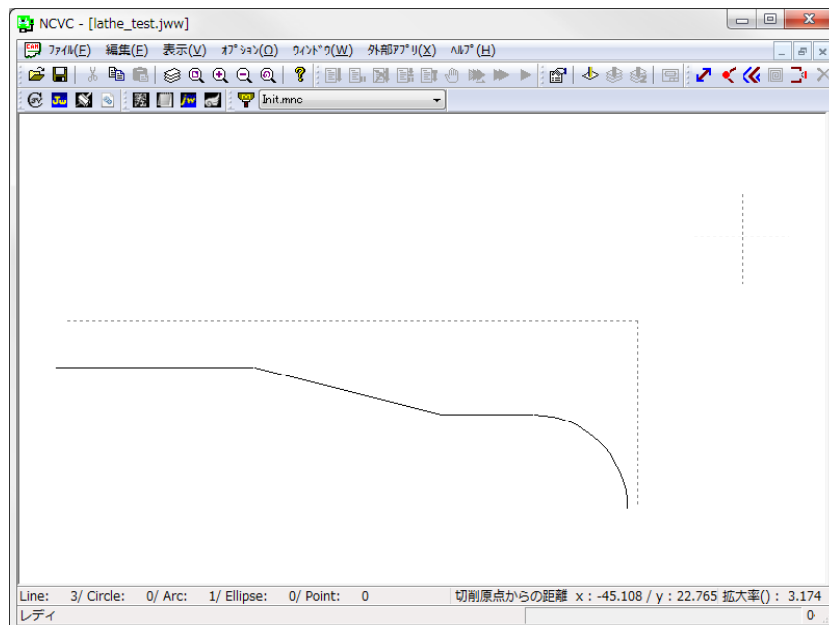 NCVC - [lathe_test.jww]
ﾌｧｲﾙ(F) 編集(E) 表示(V) ｵﾌﾟｼｮﾝ(O) ｳｨﾝﾄﾞｳ(W) 外部ｱﾌﾟﾘ(X) ﾍﾙﾌﾟ(H)
Init.mnc
Line: 3/ Circle: 0/ Arc: 1/ Ellipse: 0/ Point: 0 切削原点からの距離 x : -45.108 / y : 22.765 拡大率() : 3.174
レディ 0